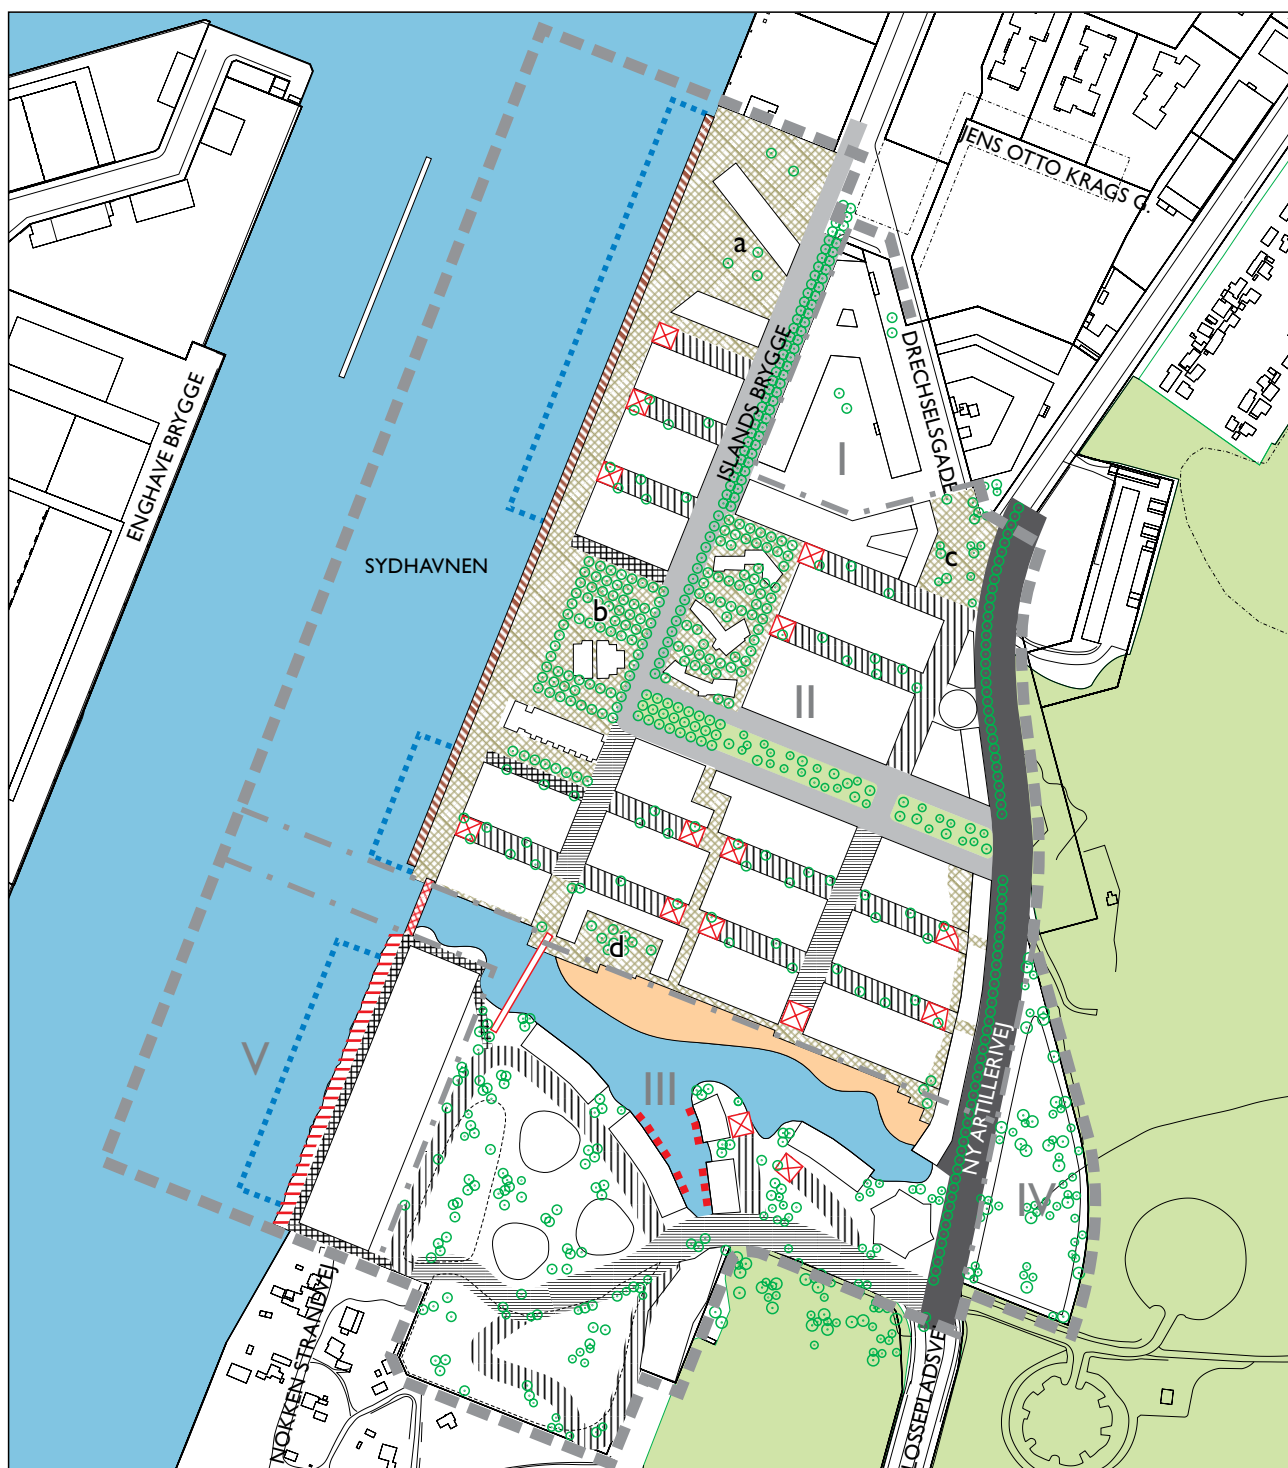 JENS OTTO KRAGS G.
a
ISLANDS BRYGGE
DRECHSELSGADE
ENGHAVE BRYGGE
I
SYDHAVNEN
c
b
II
d
V
III
NY ARTILLERIVEJ
IV
NOKKEN STRANDVEJ
LOSSEPLADSVEJ